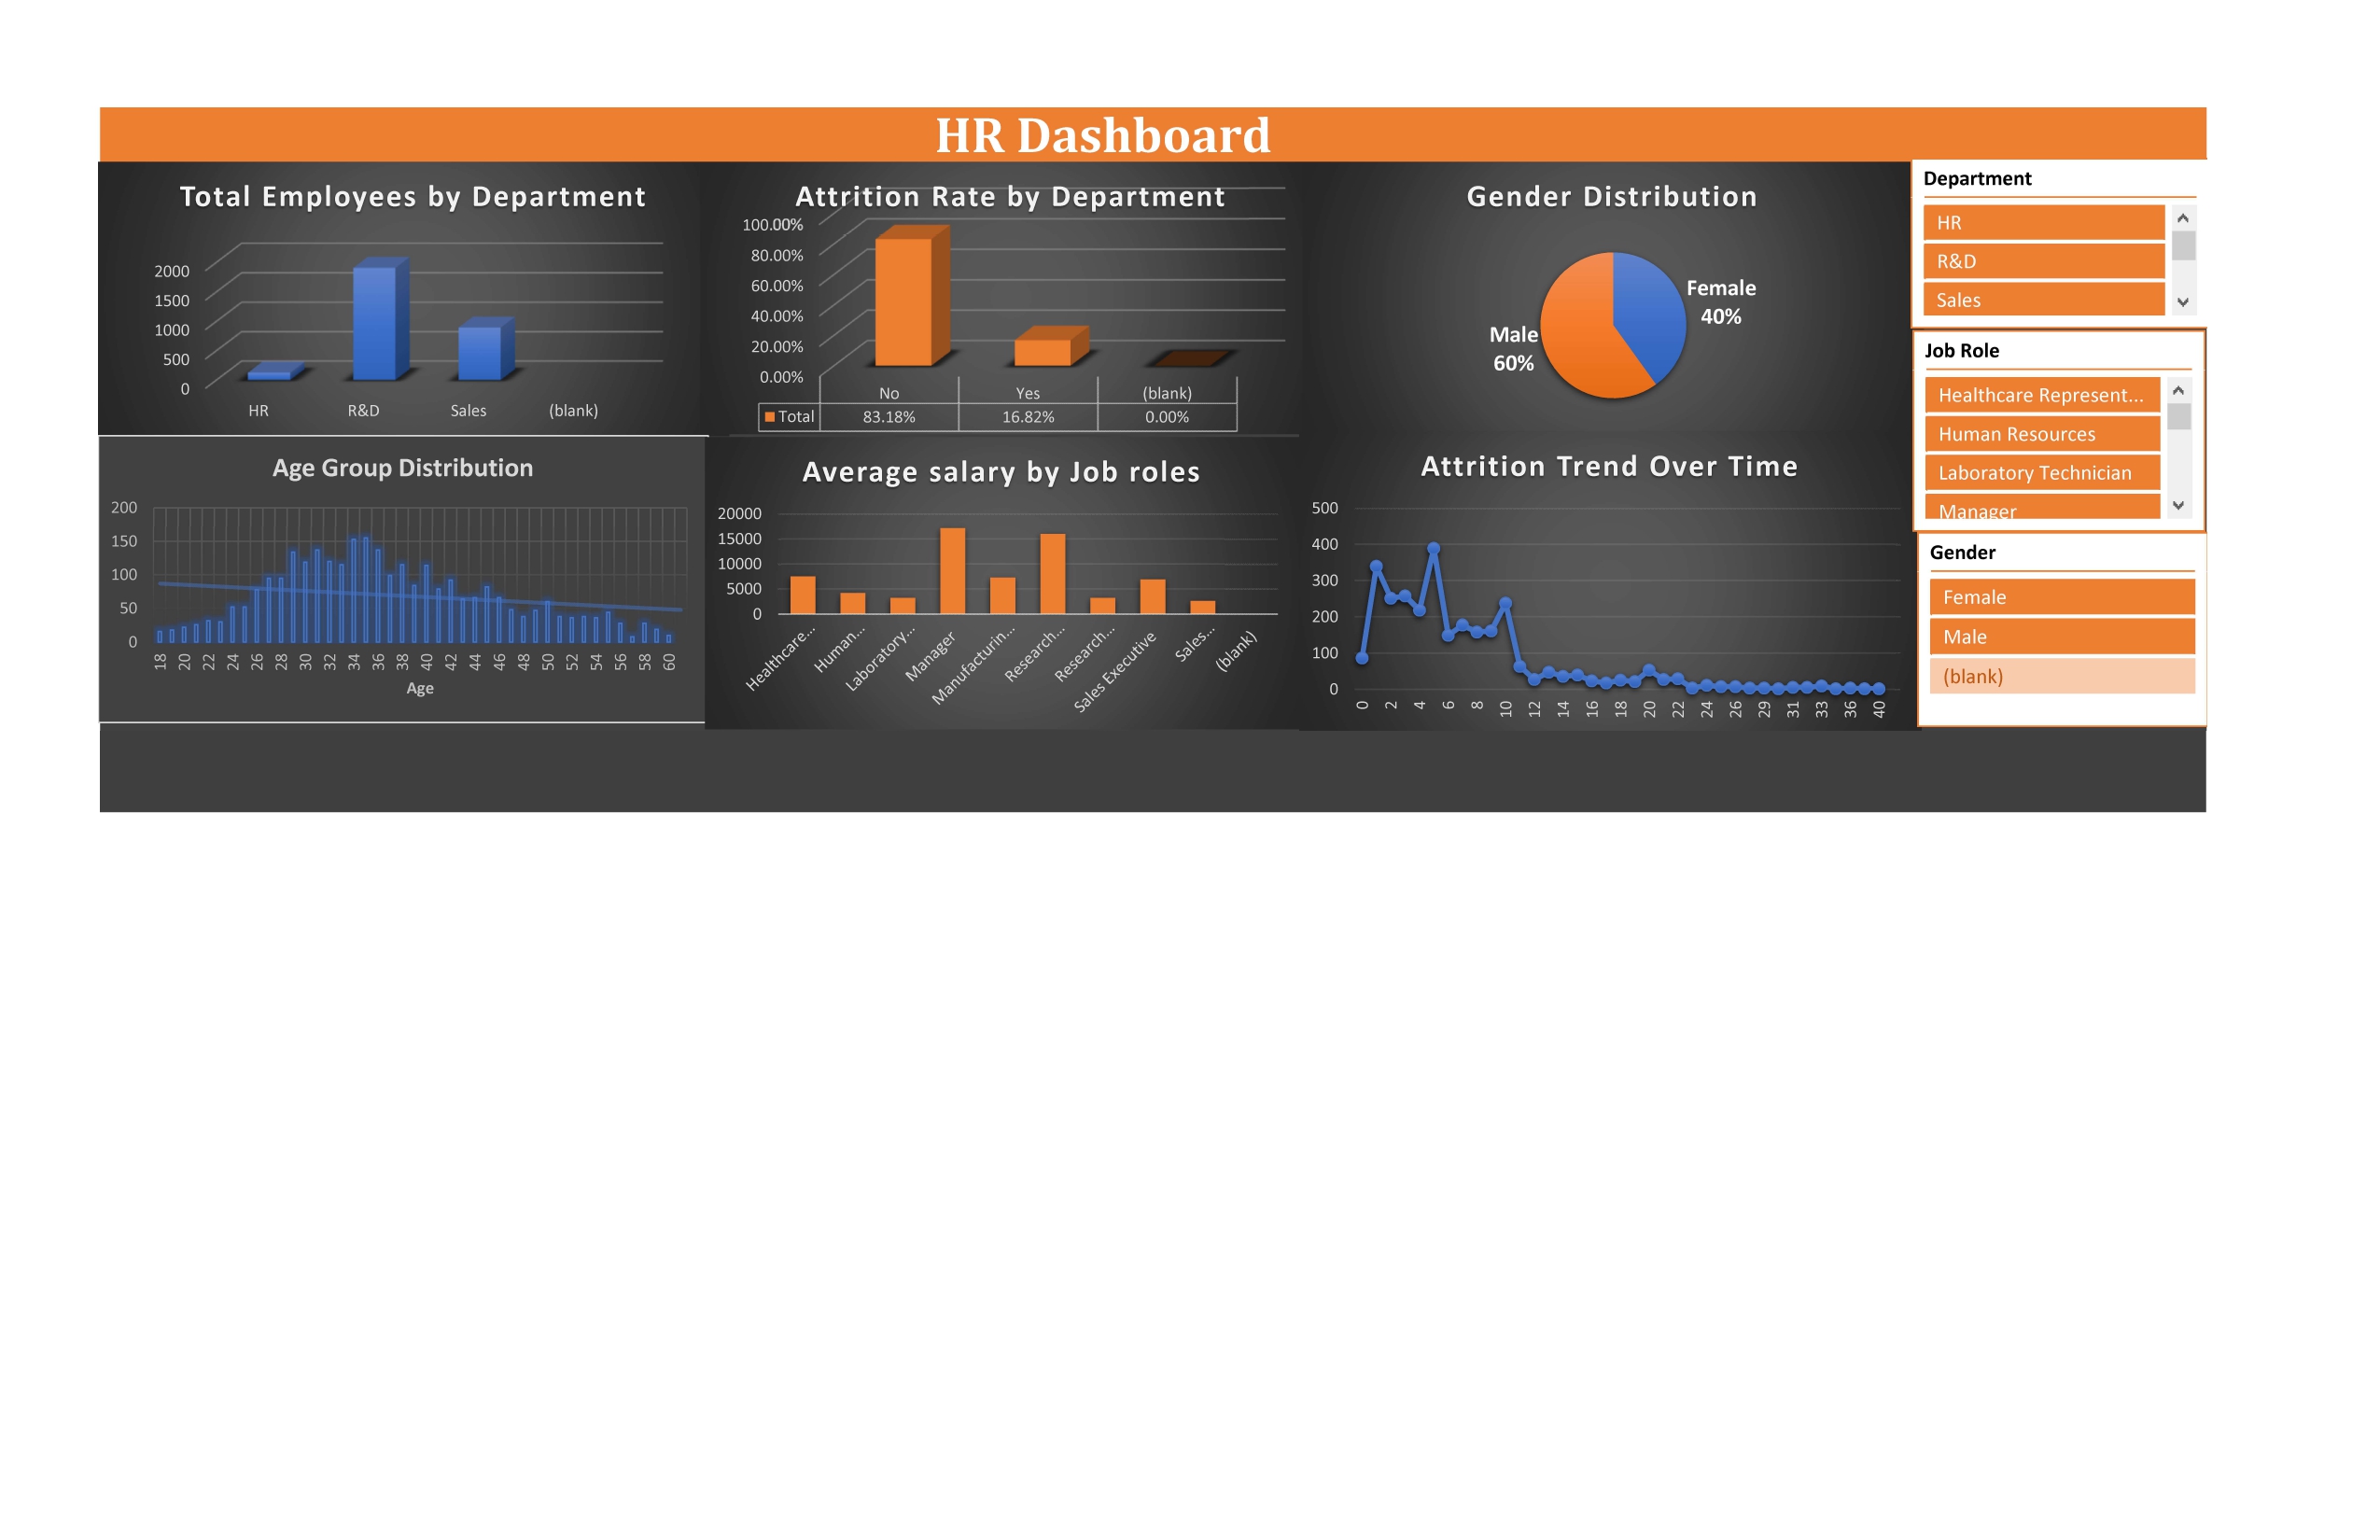 HR Dashboard
Total Employees by Department
2000
1500
1000
500
0
HR R&D Sales (blank)
Attrition Rate by Department
100.00%
80.00%
60.00%
40.00%
20.00%
0.00%
No Yes (blank)
Total 83.18% 16.82% 0.00%
Gender Distribution
Female
40%
Male
60%
Department
HR
R&D
Sales
Job Role
Healthcare Represent...
Human Resources
Laboratory Technician
Manager
Gender
Female
Male
(blank)
Age Group Distribution
200
150
100
50
0
18 20 22 24 26 28 30 32 34 36 38 40 42 44 46 48 50 52 54 56 58 60
Age
Average salary by Job roles
20000
15000
10000
5000
0
Healthcare... Human... Laboratory... Manager Manufacturin... Research... Research... Sales Executive Sales... (blank)
Attrition Trend Over Time
500
400
300
200
100
0
0 2 4 6 8 10 12 14 16 18 20 22 24 26 29 31 33 36 40